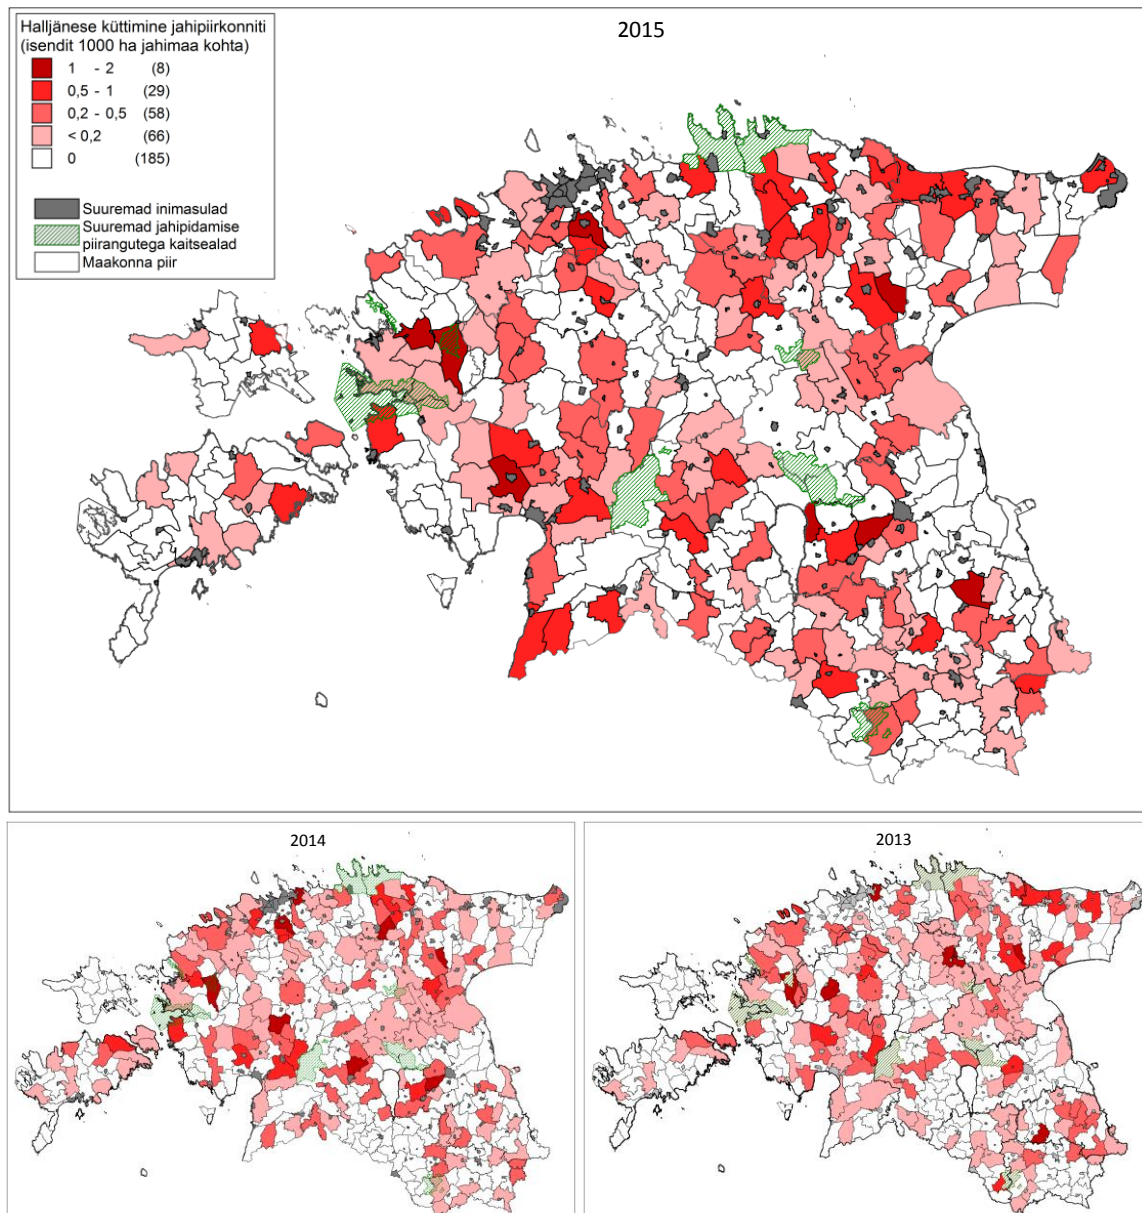 2015
Halljänese küttimine jahipiirkonniti
(isendit 1000 ha jahimaa kohta)
1 - 2 (8)
0,5 - 1 (29)
0,2 - 0,5 (58)
< 0,2 (66)
0 (185)
Suuremad inimasulad
Suuremad jahipidamise
piirangutega kaitsealad
Maakonna piir
2014
2013